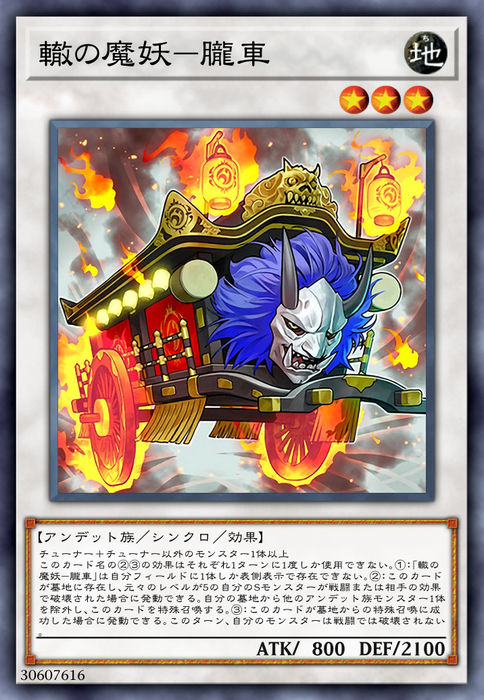 轍の魔妖－朧車
ち
地
【アンデット族／シンクロ／効果】
チューナー＋チューナー以外のモンスター1体以上
このカード名の②③の効果はそれぞれ1ターンに1度しか使用できない。①：「轍の
魔妖－朧車」は自分フィールドに1体しか表側表示で存在できない。②：このカード
が墓地に存在し、元々のレベルが5の自分のSモンスターが戦闘または相手の効果
で破壊された場合に発動できる。自分の墓地から他のアンデット族モンスター1体
を除外し、このカードを特殊召喚する。③：このカードが墓地からの特殊召喚に成
功した場合に発動できる。このターン、自分のモンスターは戦闘では破壊されない
。
ATK/ 800 DEF/2100
30607616